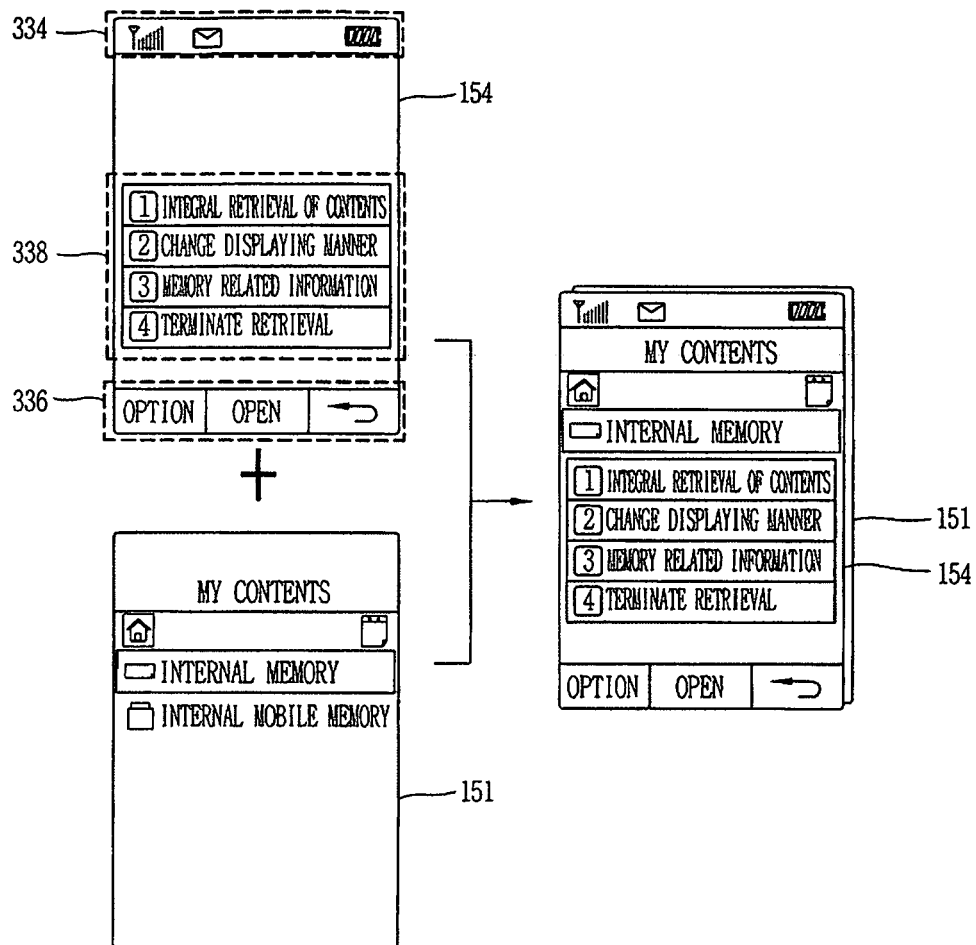 334
154
338
1 INTEGRAL RETRIEVAL OF CONTENTS
2 CHANGE DISPLAYING MANNER
3 MEMORY RELATED INFORMATION
4 TERMINATE RETRIEVAL
336
OPTION OPEN
+
MY CONTENTS
INTERNAL MEMORY
INTERNAL MOBILE MEMORY
151
MY CONTENTS
INTERNAL MEMORY
1 INTEGRAL RETRIEVAL OF CONTENTS
2 CHANGE DISPLAYING MANNER
3 MEMORY RELATED INFORMATION
4 TERMINATE RETRIEVAL
OPTION OPEN
151
154